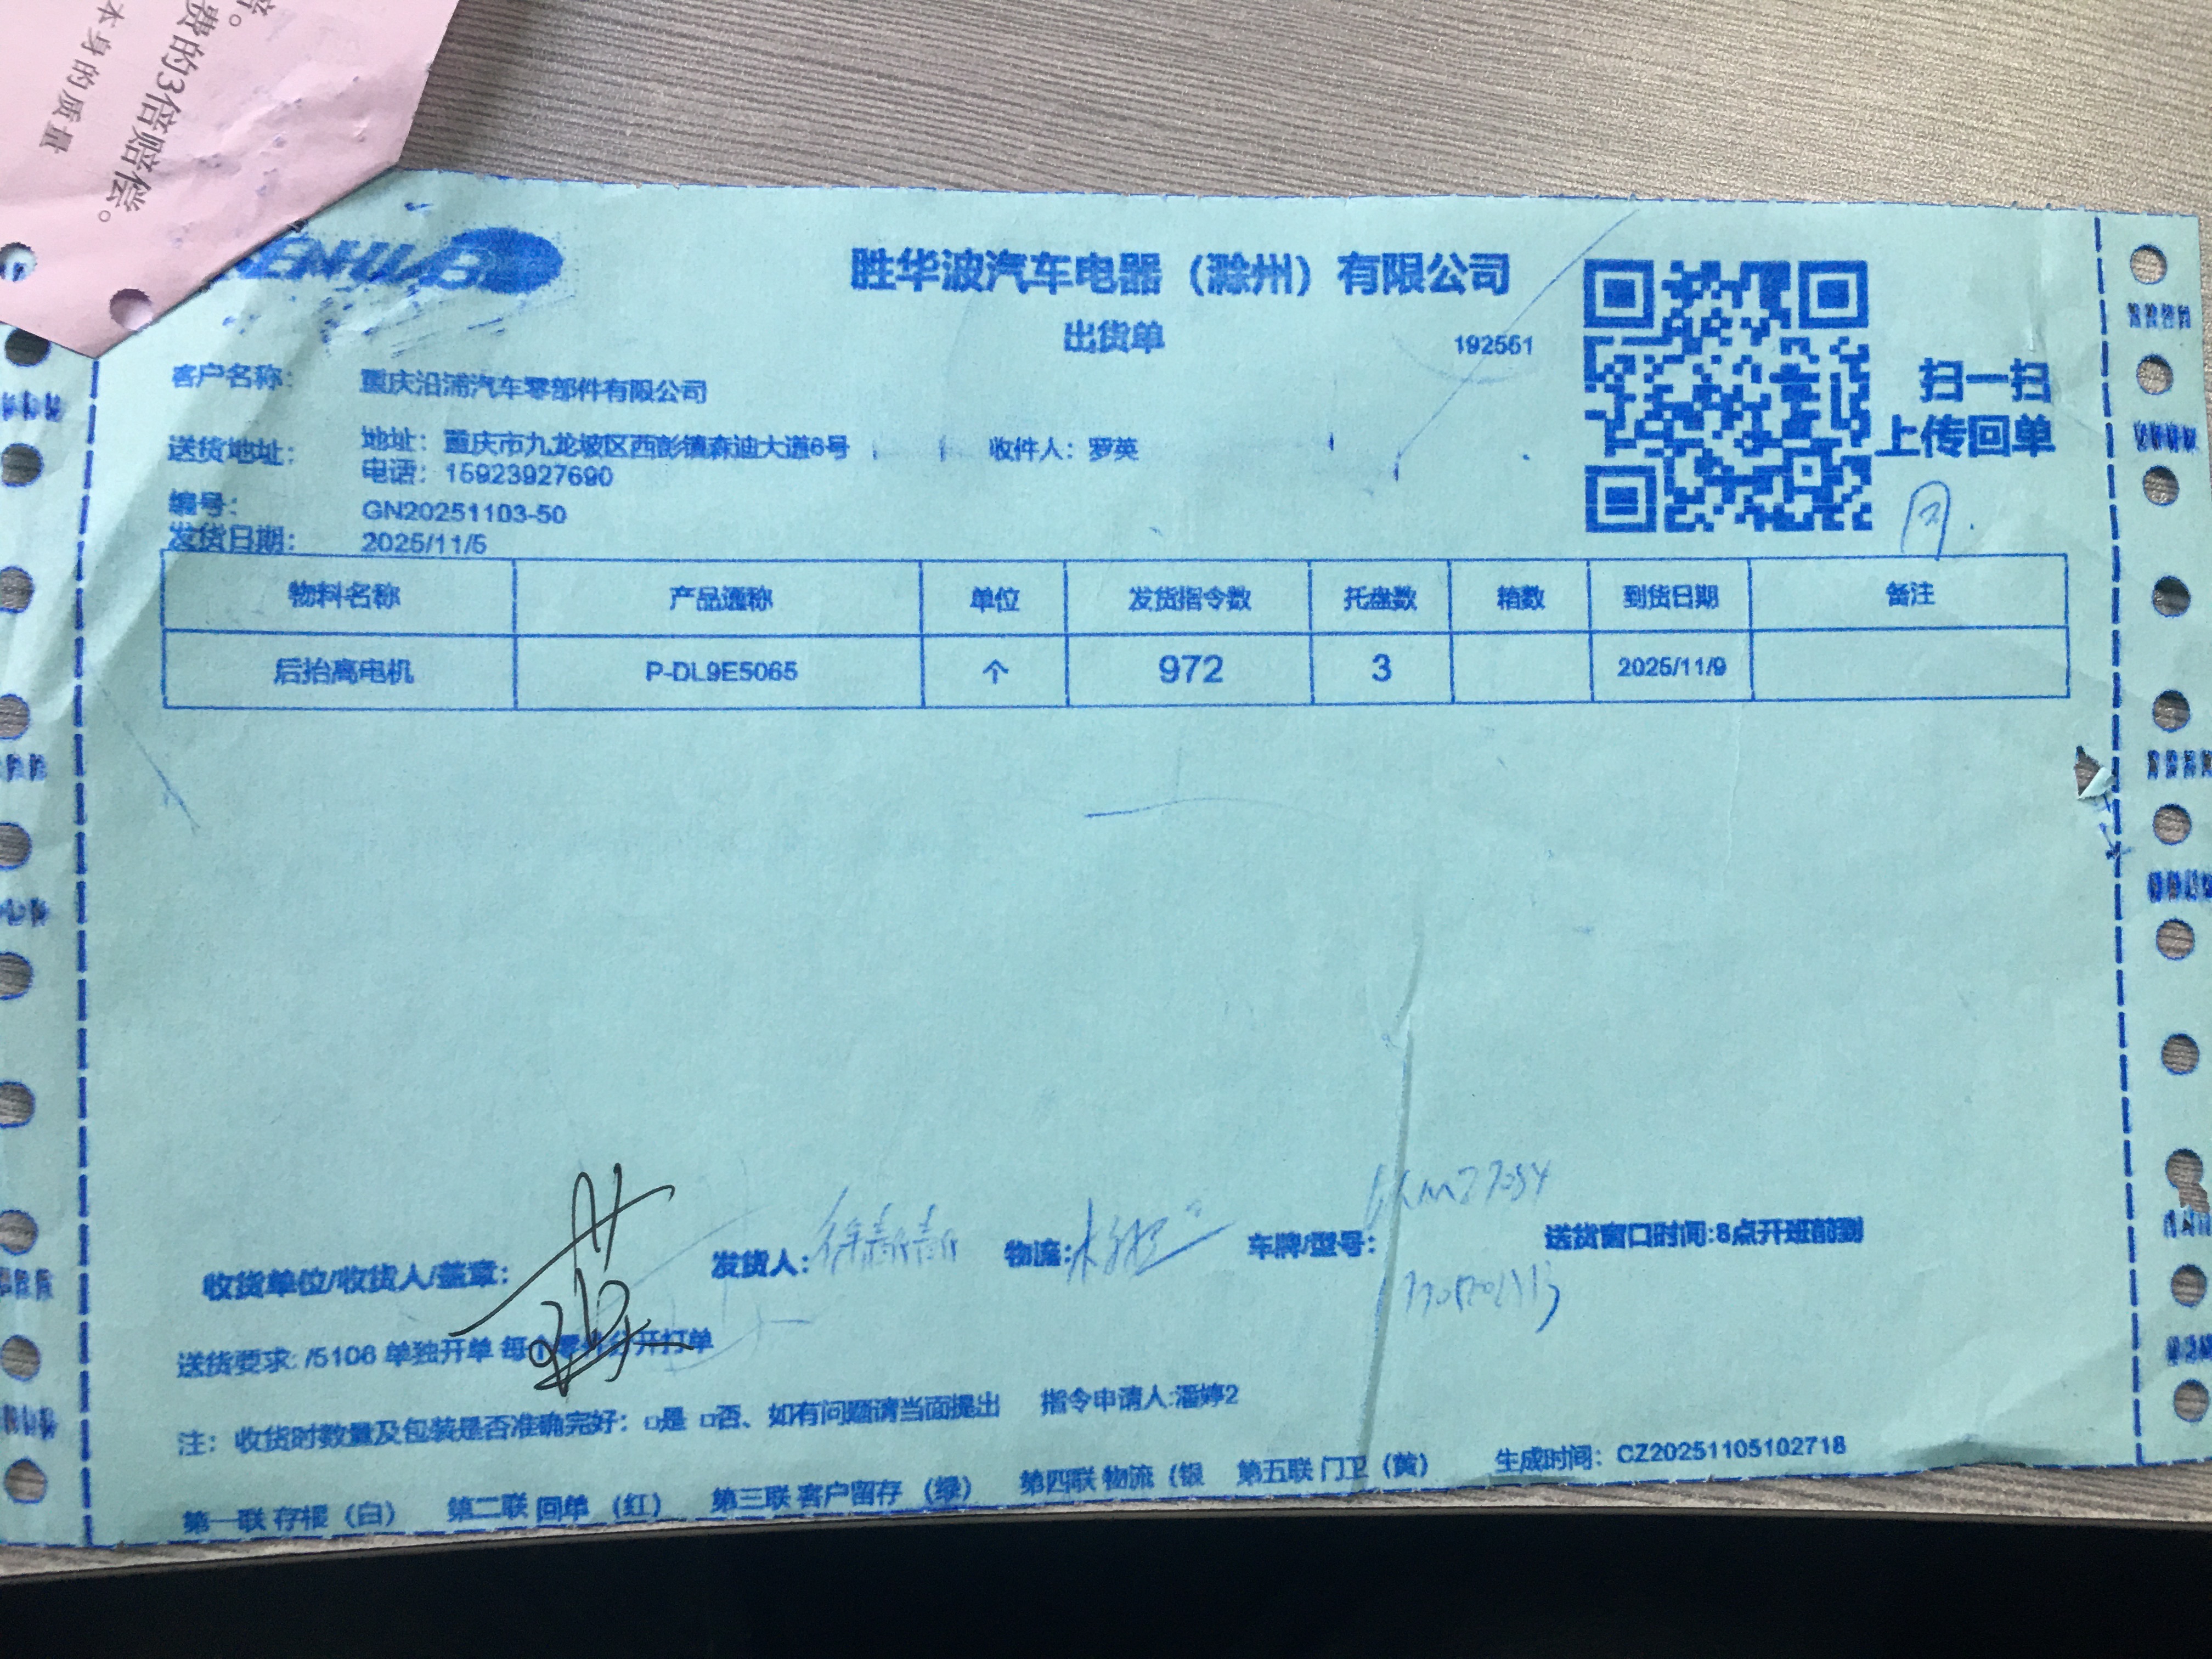 费的3倍赔偿。
本身的质量
胜华波汽车电器（滁州）有限公司
出货单
192551
扫一扫
上传回单
客户名称： 重庆沿浦汽车零部件有限公司
送货地址： 地址：重庆市九龙坡区西彭镇森迪大道6号 收件人：罗英
电话：15923927690
编号： GN20251103-50
发货日期： 2025/11/5
物料名称 产品通称 单位 发货指令数 托盘数 箱数 到货日期 备注
后抬高电机 P-DL9E5065 个 972 3 2025/11/9
收货单位/收货人/盖章： 发货人： 物流： 车牌/型号： 送货窗口时间:8点开班前到
送货要求: /5106 单独开单 每个零件分开打单
注：收货时数量及包装是否准确完好：□是 □否、如有问题请当面提出 指令申请人:潘婷2
第一联 存根（白） 第二联 回单（红） 第三联 客户留存（绿） 第四联 物流（银 第五联 门卫（黄） 生成时间：CZ20251105102718